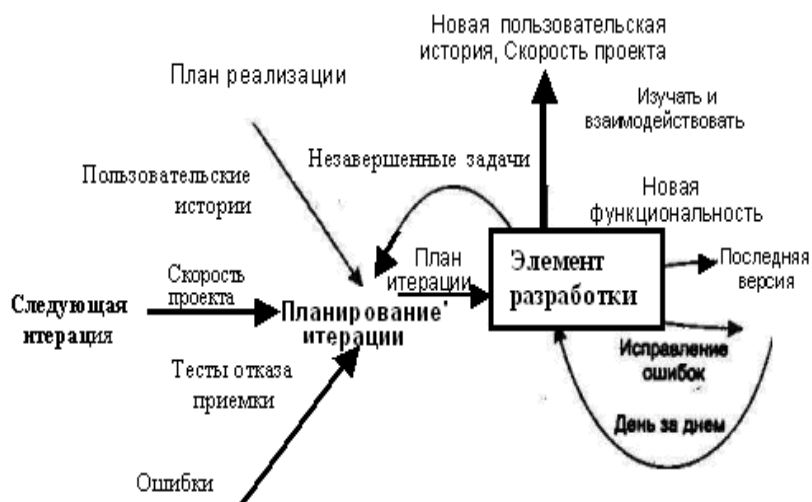 Новая пользовательская
история, Скорость проекта
План реализации
Изучать и
взаимодействовать
Незавершенные задачи
Пользовательские
истории
Новая
функциональность
План
итерации
Элемент
разработки
Последняя
версия
Скорость
проекта
Следующая
итерация
Планирование
итерации
Исправление
ошибок
Тесты отказа
приемки
День за днем
Ошибки